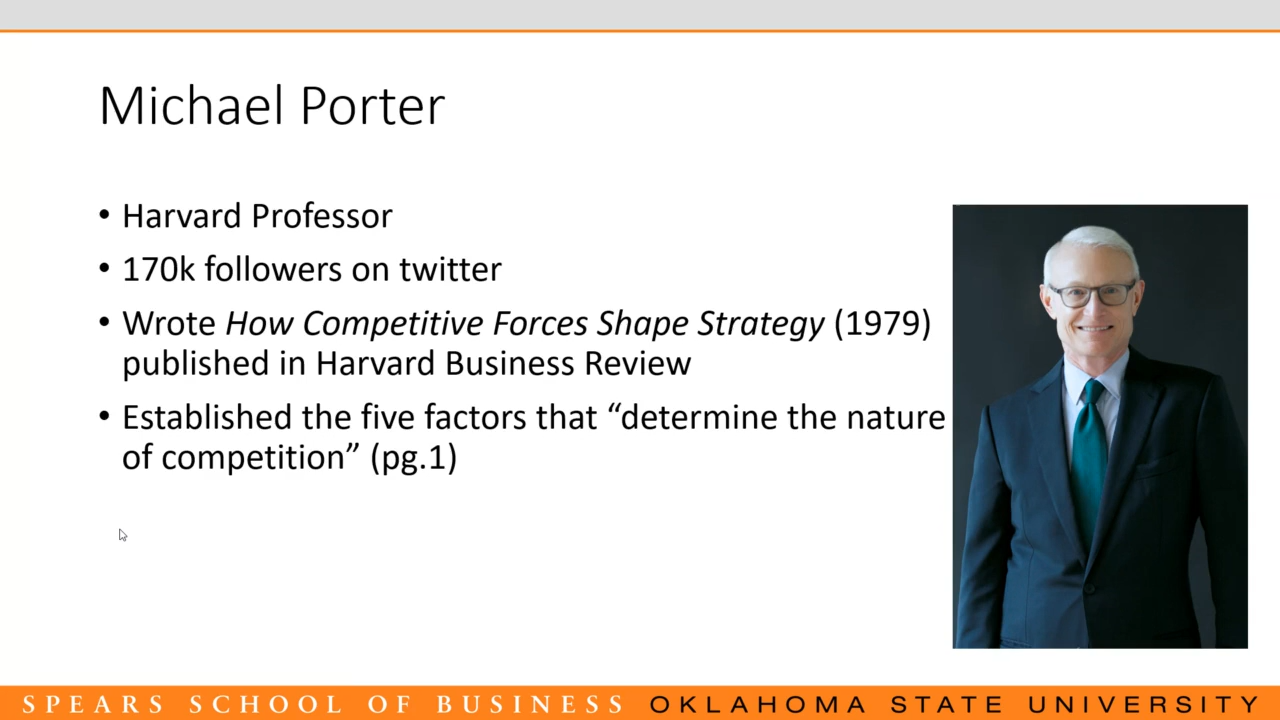 Michael Porter
• Harvard Professor
• 170k followers on twitter
• Wrote How Competitive Forces Shape Strategy (1979)
published in Harvard Business Review
• Established the five factors that “determine the nature
of competition” (pg.1)
SPEARS SCHOOL OF BUSINESS OKLAHOMA STATE UNIVERSITY